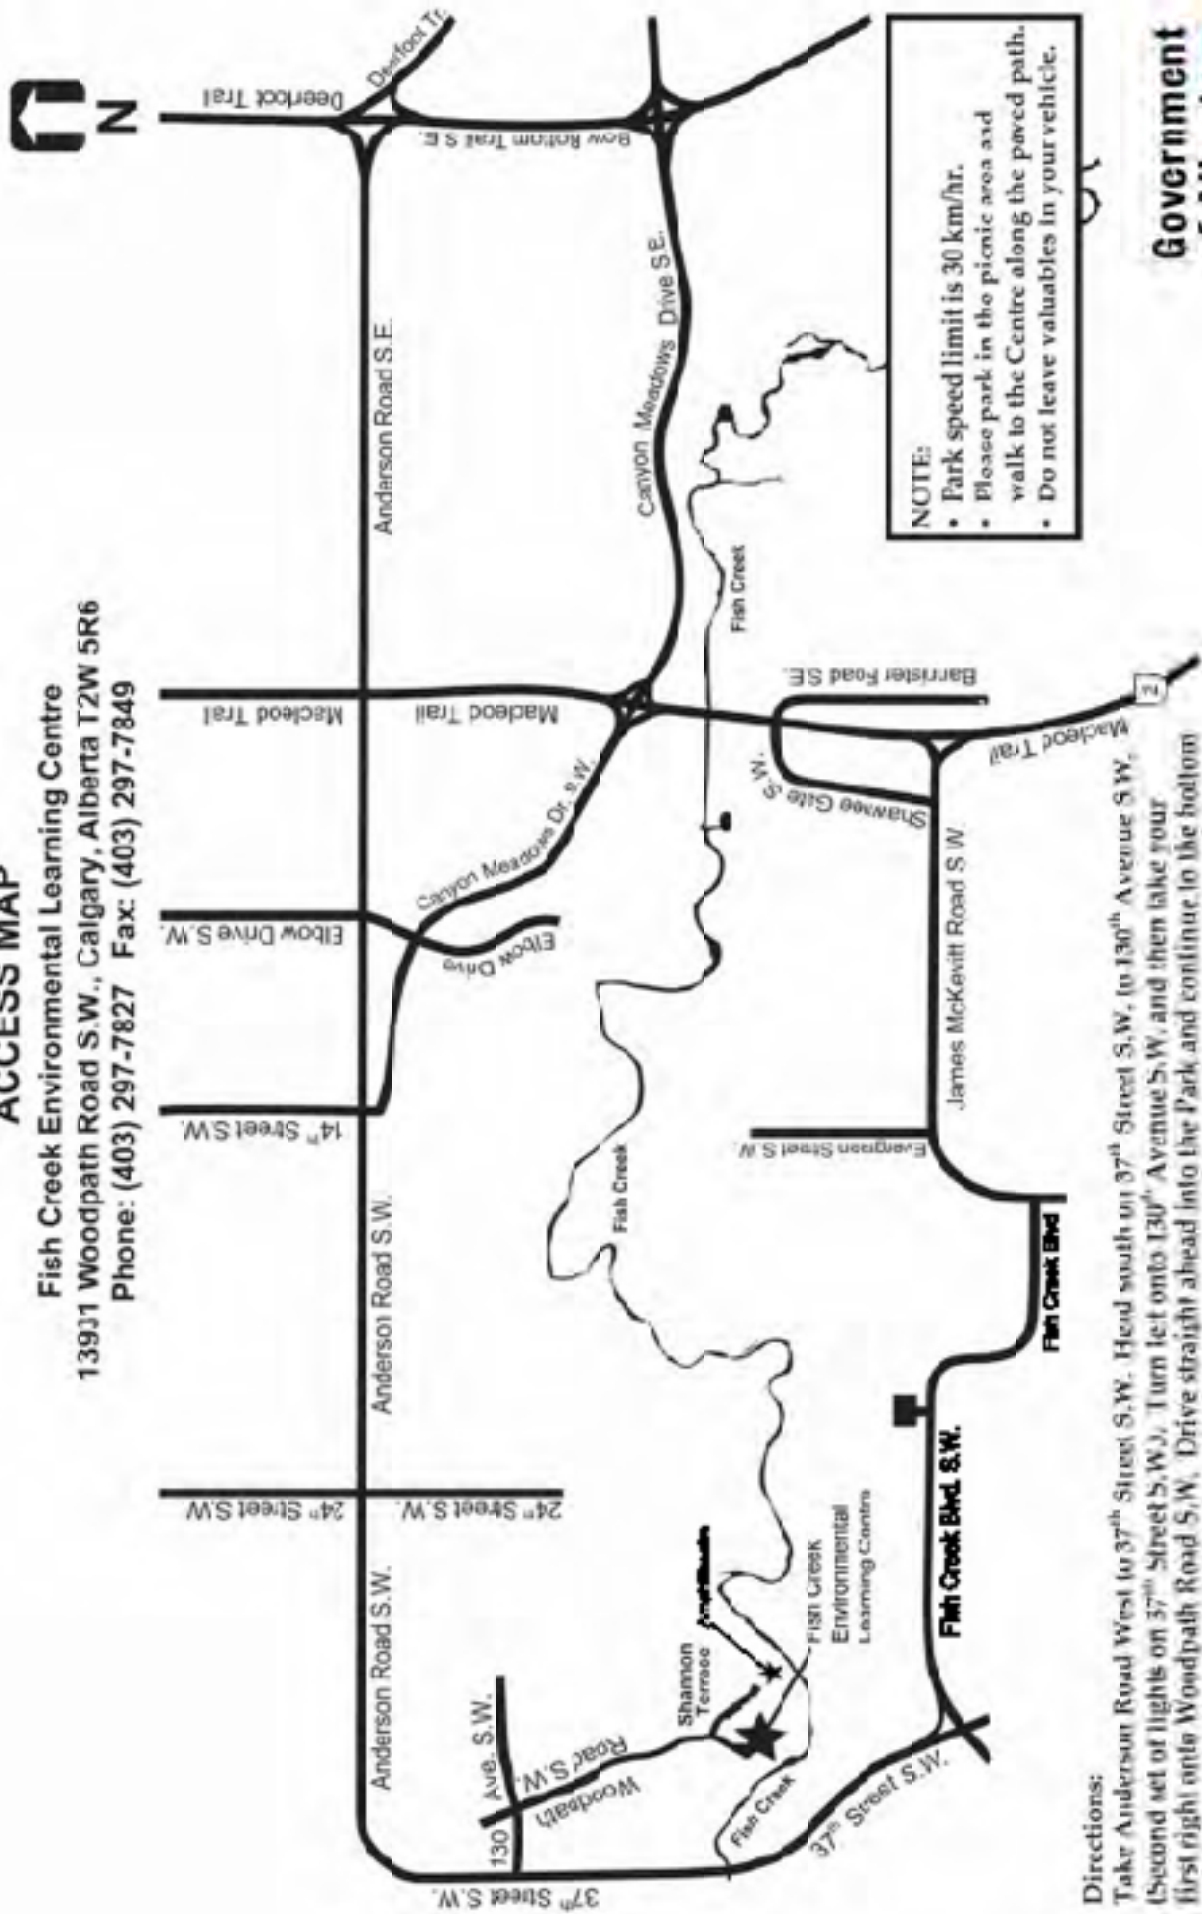 ACCESS MAP
Fish Creek Environmental Learning Centre
13931 Woodpath Road S.W., Calgary, Alberta T2W 5R6
Phone: (403) 297-7827 Fax: (403) 297-7849
N
Deerfoot Trail
Deerfoot Tr.
Macleod Trail
Elbow Drive S.W.
14th Street S.W.
24th Street S.W.
Anderson Road S.W.
Anderson Road S.W.
Anderson Road S.E.
24th Street S.W.
37th Street S.W.
130 Ave. S.W.
Woodpath Road S.W.
Elbow Drive
Canyon Meadows Dr. S.W.
Macleod Trail
Canyon Meadows Drive S.E.
Bow Bottom Trail S.E.
Fish Creek
Fish Creek
Fish Creek
Shannon
Terrace
Amphitheatre
Fish Creek
Environmental
Learning Centre
37th Street S.W.
Fish Creek Blvd. S.W.
Fish Creek Blvd
Evergreen Street S.W.
James McKevitt Road S.W.
Shawnee Gate S.W.
Barrister Road S.E.
Macleod Trail
2
NOTE:
• Park speed limit is 30 km/hr.
• Please park in the picnic area and
walk to the Centre along the paved path.
• Do not leave valuables in your vehicle.
Directions:
Take Anderson Road West to 37th Street S.W. Head south on 37th Street S.W. to 130th Avenue S.W.
(Second set of lights on 37th Street S.W.). Turn left onto 130th Avenue S.W. and then take your
first right onto Woodpath Road S.W. Drive straight ahead into the Park and continue to the bottom
Government